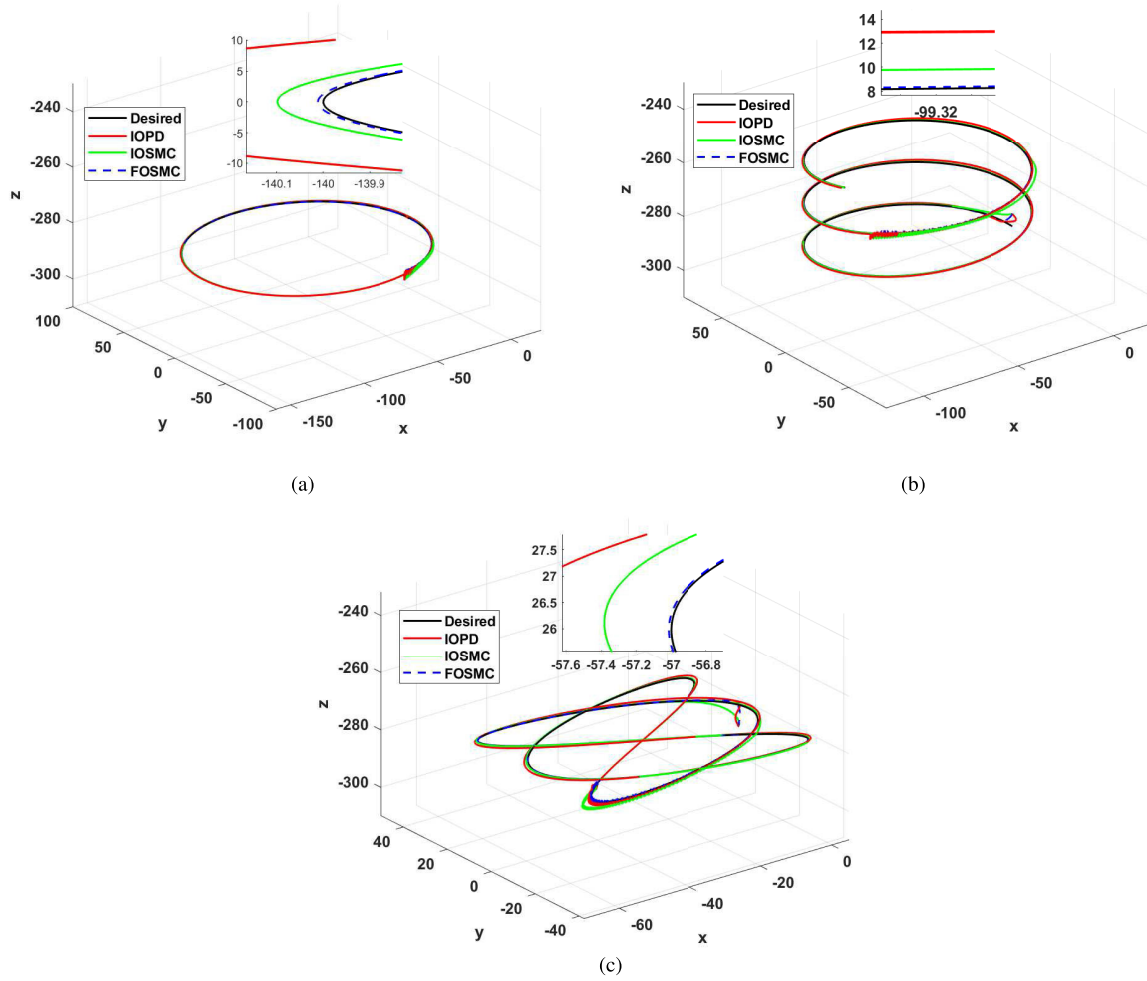 10
5
0
-5
-10
-140.1
-140
-139.9
-240
-260
-280
-300
z
Desired
IOPD
IOSMC
FOSMC
100
50
0
-50
-100
y
-150
-100
-50
0
x
(a)
14
12
10
8
-99.32
-240
-260
-280
-300
z
Desired
IOPD
IOSMC
FOSMC
50
0
-50
y
-100
-50
0
x
(b)
27.5
27
26.5
26
-57.6
-57.4
-57.2
-57
-56.8
-240
-260
-280
-300
z
Desired
IOPD
IOSMC
FOSMC
40
20
0
-20
-40
y
-60
-40
-20
0
x
(c)